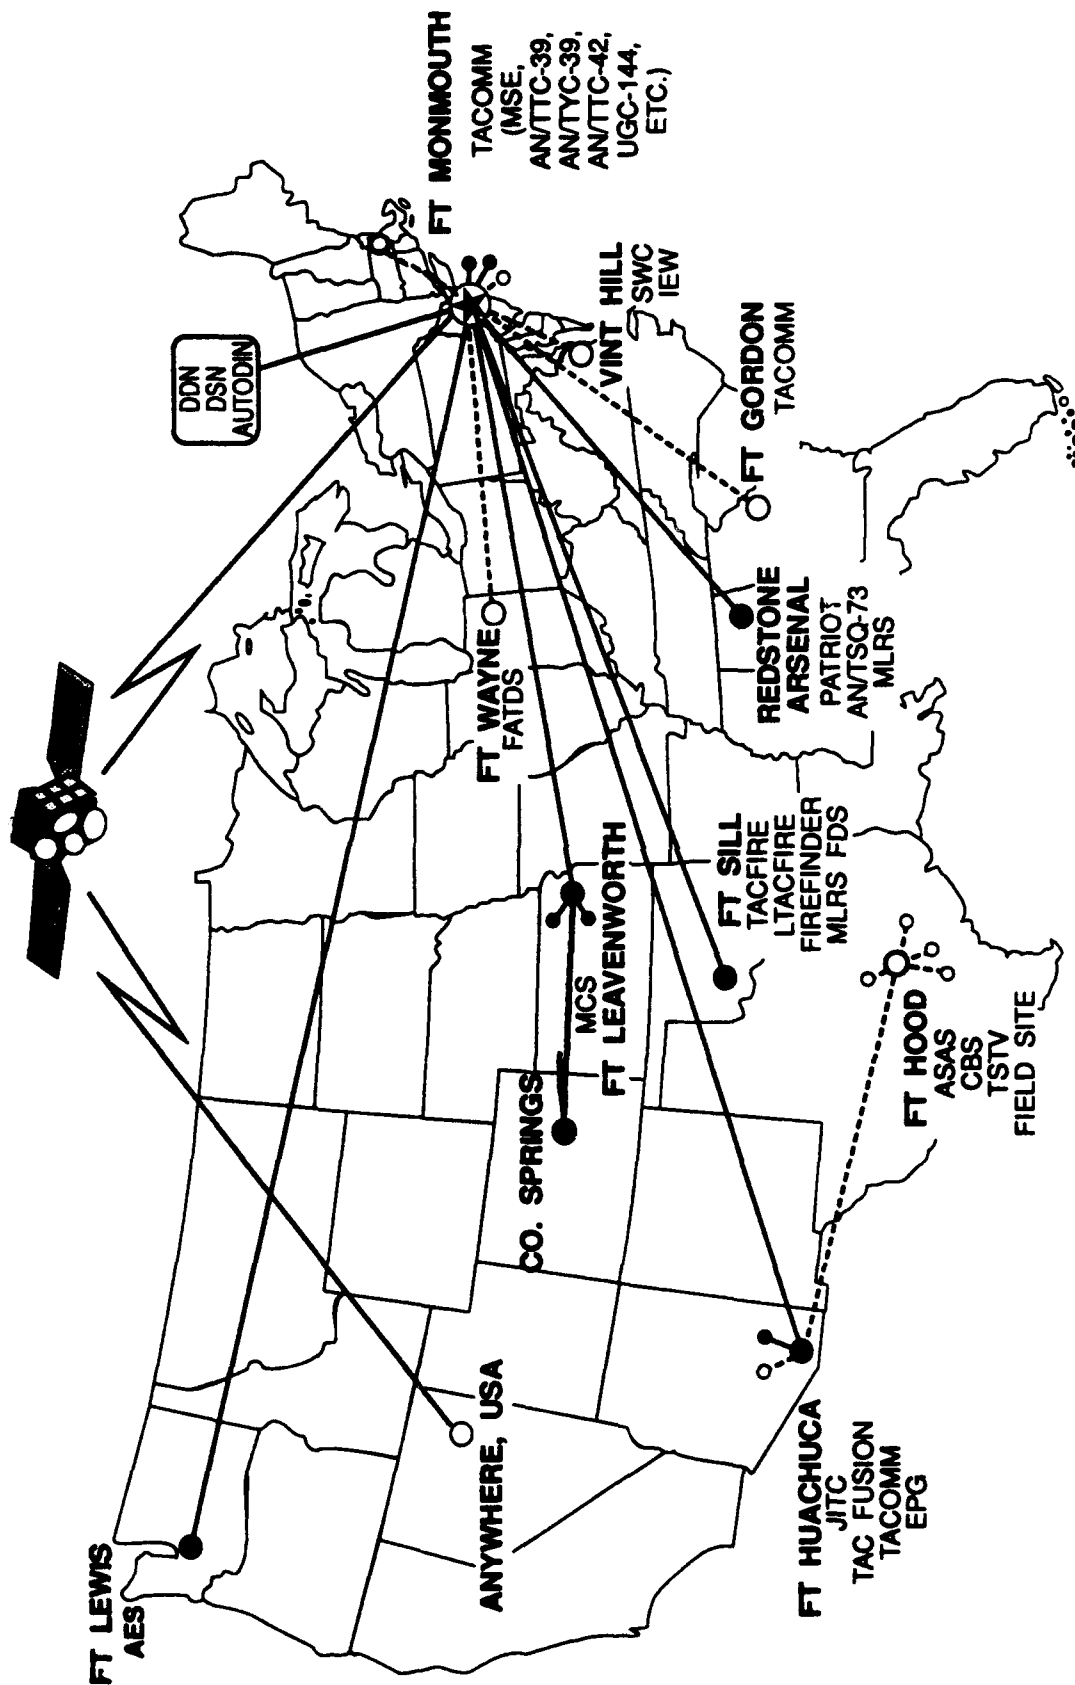 FT LEWIS
AES
ANYWHERE, USA
FT HUACHUCA
JITC
TAC FUSION
TACOMM
EPG
CO. SPRINGS
MCS
FT LEAVENWORTH
FT HOOD
ASAS
CBS
TSTV
FIELD SITE
FT SILL
TACFIRE
LTACFIRE
FIREFINDER
MLRS FDS
FT WAYNE
FATDS
REDSTONE
ARSENAL
PATRIOT
AN/TSQ-73
MLRS
DDN
DSN
AUTODIN
FT GORDON
TACOMM
VINT HILL
SWC
IEW
FT MONMOUTH
TACOMM
(MSE,
AN/TTC-39,
AN/TYC-39,
AN/TTC-42,
UGC-144,
ETC.)